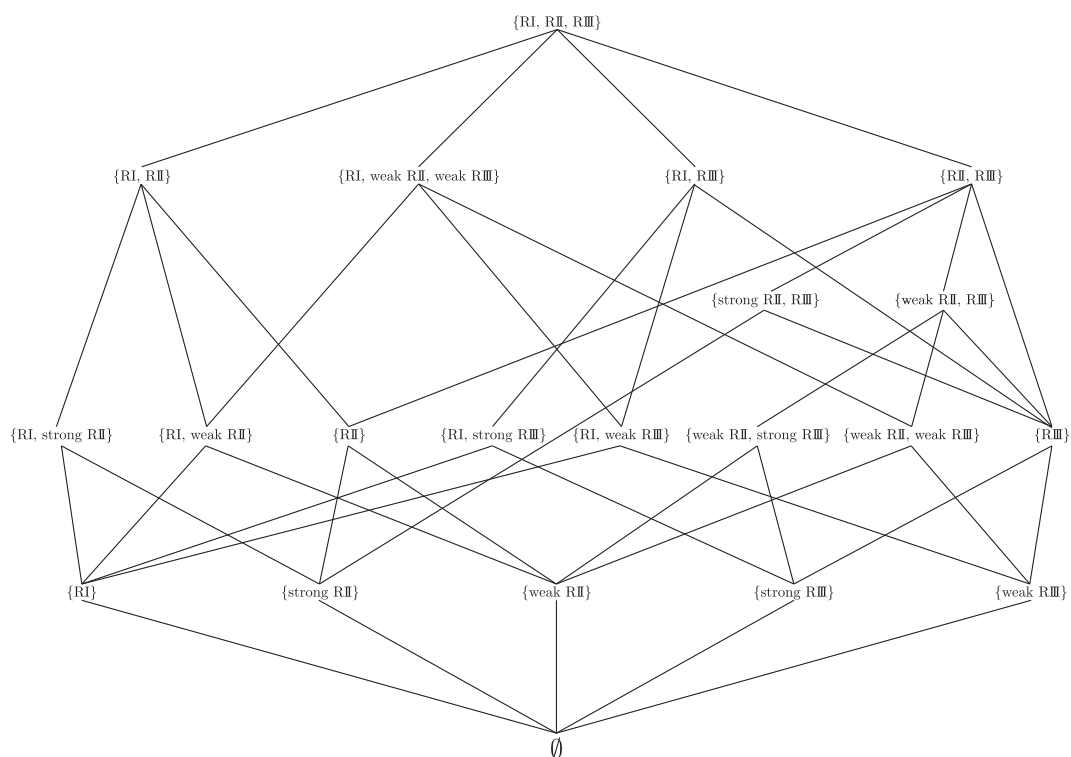 {RI, RⅡ, RⅢ}
{RI, RⅡ}
{RI, weak RⅡ, weak RⅢ}
{RI, RⅢ}
{RⅡ, RⅢ}
{strong RⅡ, RⅢ}
{weak RⅡ, RⅢ}
{RI, strong RⅡ}
{RI, weak RⅡ}
{RⅡ}
{RI, strong RⅢ}
{RI, weak RⅢ}
{weak RⅡ, strong RⅢ}
{weak RⅡ, weak RⅢ}
{RⅢ}
{RI}
{strong RⅡ}
{weak RⅡ}
{strong RⅢ}
{weak RⅢ}
∅